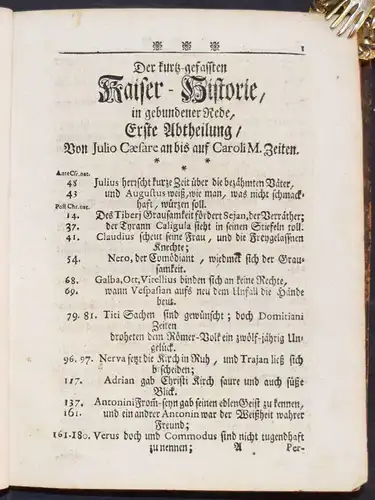 1
Der kurtz-gefassten
Kaiser-Historie,
in gebundener Rede,
Erste Abtheilung/
Von Julio Cæsare an bis auf Caroli M. Zeiten.
Ante Chr. nat.
48 Julius herrscht kurze Zeit über die bezähmten Väter,
43 und Augustus weiß, wie man, was nicht schmack-
Post Chr. nat. haft, würzen soll.
14. Des Tiberj Grausamkeit fördert Sejan, der Verräther;
37. der Tyrann Caligula steht in seinen Stiefeln toll.
41. Claudius scheut seine Frau, und die Freygelassnen
Knechte;
54. Nero, der Comödiant, wiedmet sich der Grau-
samkeit.
68. Galba, Ott, Vitellius binden sich an keine Rechte,
69. wann Vespasian aufs neu dem Unfall die Hände
beut.
79. 81. Titi Sachen sind gewünscht; doch Domitiani
Zeiten
droheten dem Römer-Volk ein zwölf-jährig Un-
gelück.
96. 97. Nerva setzt die Kirch in Ruh, und Trajan ließ sich
bescheiden;
117. Adrian gab Christi Kirch saure und auch süße
Blick.
137. Antonini From-seyn gab seinen edlen Geist zu kennen,
161. und ein andrer Antonin war der Weißheit wahrer
Freund;
161-180. Verus doch und Commodus sind nicht tugendhaft
zu nennen; A Per-